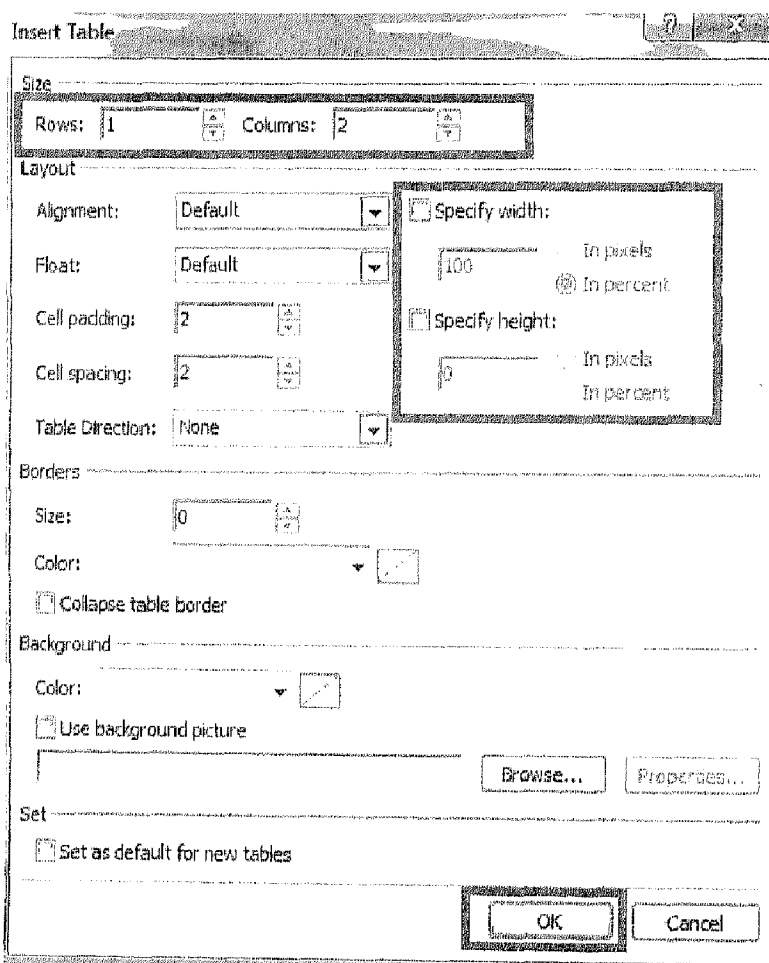 Insert Table
Size
Rows: 1 Columns: 2
Layout
Alignment: Default
Specify width:
Float: Default
100
In pixels
In percent
Cell padding: 2
Specify height:
Cell spacing: 2
0
In pixels
In percent
Table Direction: None
Borders
Size: 0
Color:
Collapse table border
Background
Color:
Use background picture
Browse... Properties...
Set
Set as default for new tables
OK Cancel